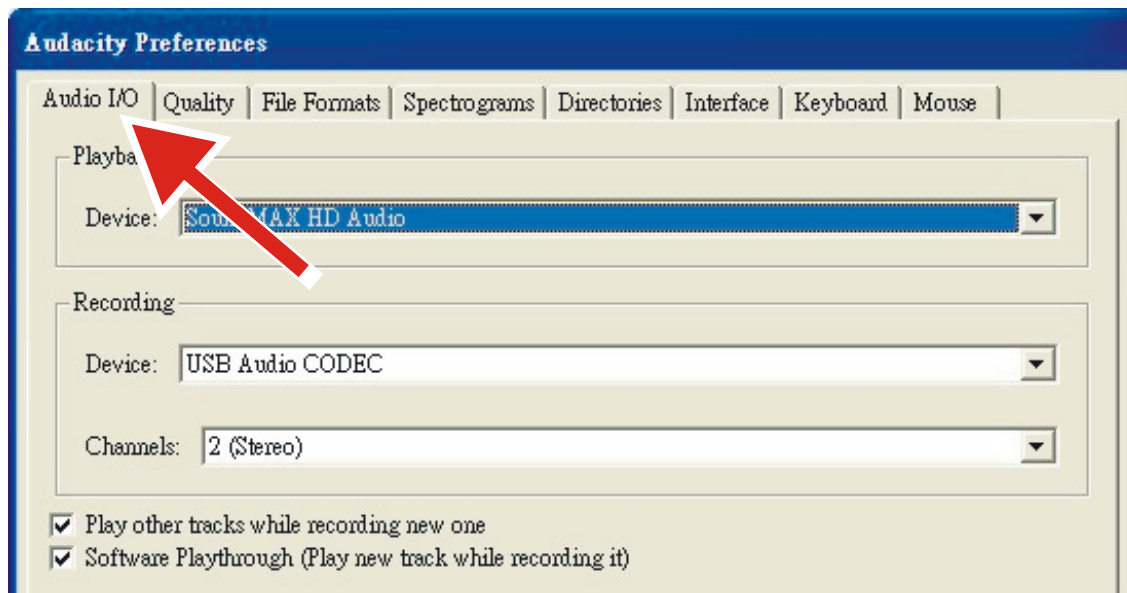 Audacity Preferences
Audio I/O Quality File Formats Spectrograms Directories Interface Keyboard Mouse
Device: HD Audio
Recording
Device: USB Audio CODEC
Channels: 2 (Stereo)
Play other tracks while recording new one
Software Playthrough (Play new track while recording it)